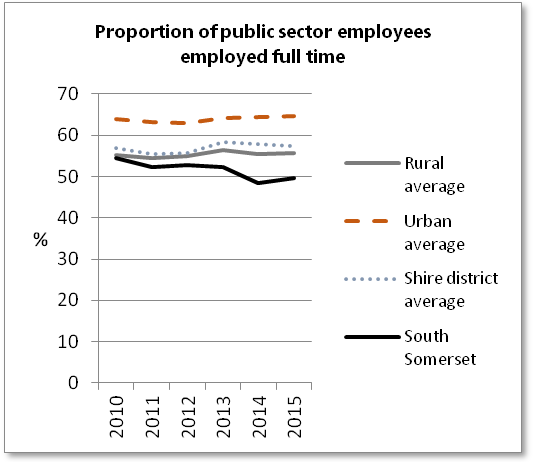 Proportion of public sector employees
employed full time
70
60
50
40
30
20
10
0
%
2010
2011
2012
2013
2014
2015
Rural
average
Urban
average
Shire district
average
South
Somerset